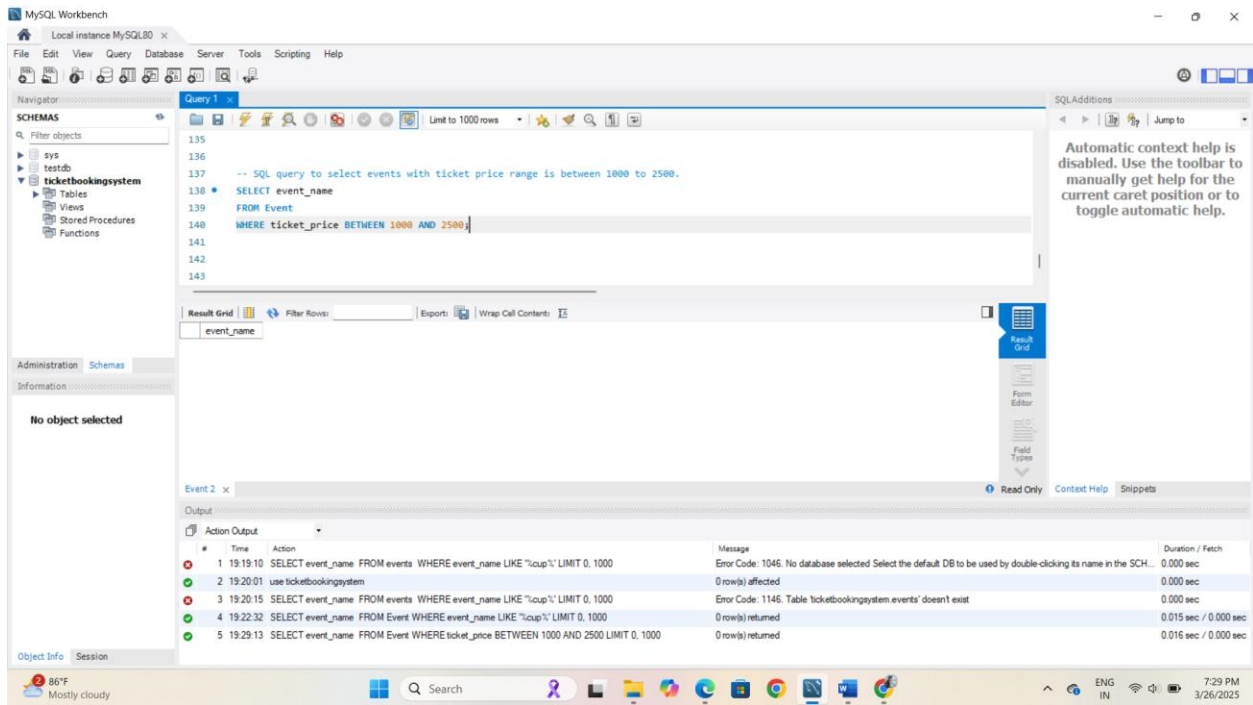 MySQL Workbench
Local instance MySQL80
File Edit View Query Database Server Tools Scripting Help
Navigator
SCHEMAS
Filter objects
sys
testdb
ticketbookingsystem
Tables
Views
Stored Procedures
Functions
Administration Schemas
Information
No object selected
Object Info Session
Query 1
Limit to 1000 rows
135
136
137 -- SQL query to select events with ticket price range is between 1000 to 2500.
138 SELECT event_name
139 FROM Event
140 WHERE ticket_price BETWEEN 1000 AND 2500;
141
142
143
Result Grid Filter Rows: Export: Wrap Cell Content:
event_name
Result
Grid
Form
Editor
Field
Types
Event 2
Read Only
SQLAdditions
Jump to
Automatic context help is
disabled. Use the toolbar to
manually get help for the
current caret position or to
toggle automatic help.
Context Help Snippets
Output
Action Output
# Time Action Message Duration / Fetch
1 19:19:10 SELECT event_name FROM events WHERE event_name LIKE '%cup%' LIMIT 0, 1000 Error Code: 1046. No database selected Select the default DB to be used by double-clicking its name in the SCH... 0.000 sec
2 19:20:01 use ticketbookingsystem 0 row(s) affected 0.000 sec
3 19:20:15 SELECT event_name FROM events WHERE event_name LIKE '%cup%' LIMIT 0, 1000 Error Code: 1146. Table 'ticketbookingsystem.events' doesn't exist 0.000 sec
4 19:22:32 SELECT event_name FROM Event WHERE event_name LIKE '%cup%' LIMIT 0, 1000 0 row(s) returned 0.015 sec / 0.000 sec
5 19:29:13 SELECT event_name FROM Event WHERE ticket_price BETWEEN 1000 AND 2500 LIMIT 0, 1000 0 row(s) returned 0.016 sec / 0.000 sec
2
86°F
Mostly cloudy
Search
ENG
IN
7:29 PM
3/26/2025